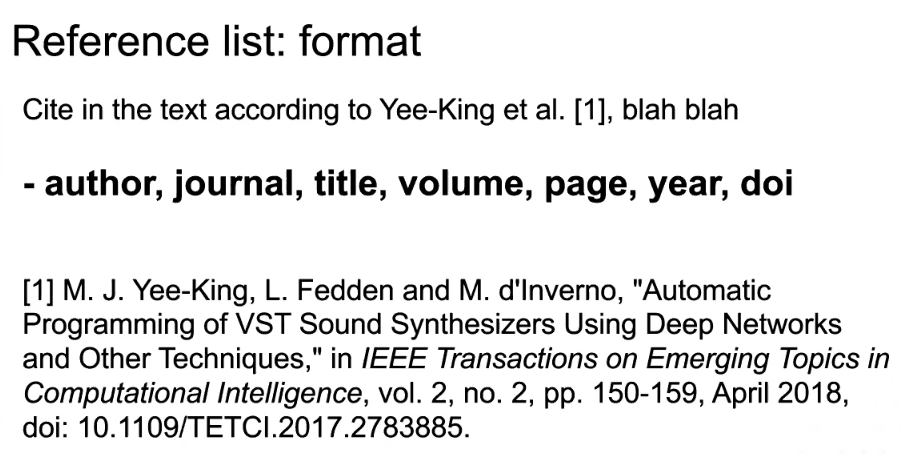 Reference list: format
Cite in the text according to Yee-King et al. [1], blah blah
- author, journal, title, volume, page, year, doi
[1] M. J. Yee-King, L. Fedden and M. d'Inverno, "Automatic
Programming of VST Sound Synthesizers Using Deep Networks
and Other Techniques," in IEEE Transactions on Emerging Topics in
Computational Intelligence, vol. 2, no. 2, pp. 150-159, April 2018,
doi: 10.1109/TETCI.2017.2783885.